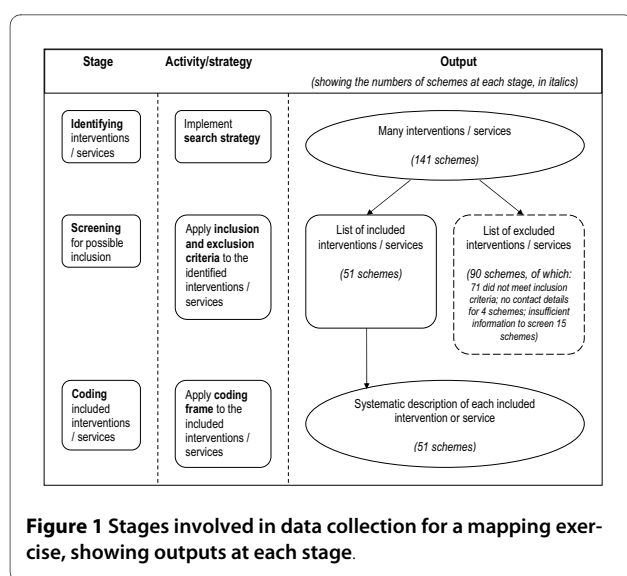 Stage
Activity/strategy
Output
(showing the numbers of schemes at each stage, in italics)
Identifying
interventions
/ services
Implement
search strategy
Many interventions / services
(141 schemes)
Screening
for possible
inclusion
Apply inclusion
and exclusion
criteria to the
identified
interventions /
services
List of included
interventions / services
(51 schemes)
List of excluded
interventions / services
(90 schemes, of which:
71 did not meet inclusion
criteria; no contact details
for 4 schemes; insufficient
information to screen 15
schemes)
Coding
included
interventions
/ services
Apply coding
frame to the
included
interventions /
services
Systematic description of each included
intervention or service
(51 schemes)
Figure 1 Stages involved in data collection for a mapping exer-
cise, showing outputs at each stage.